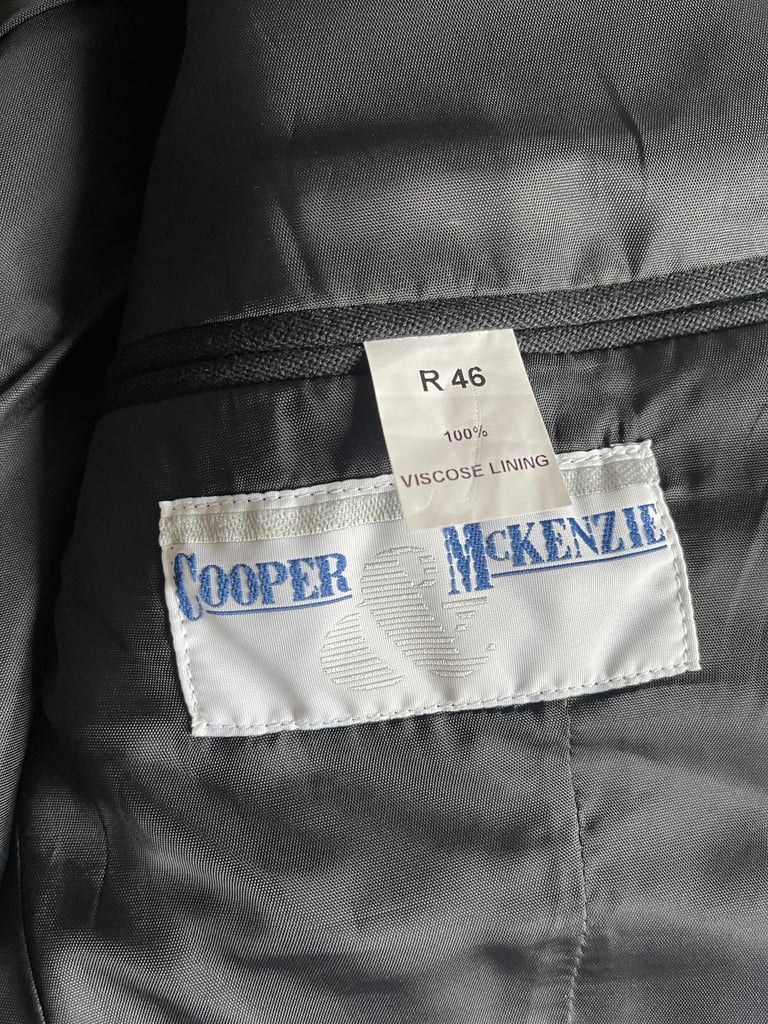 R 46
100%
VISCOSE LINING
COOPER & McKENZIE